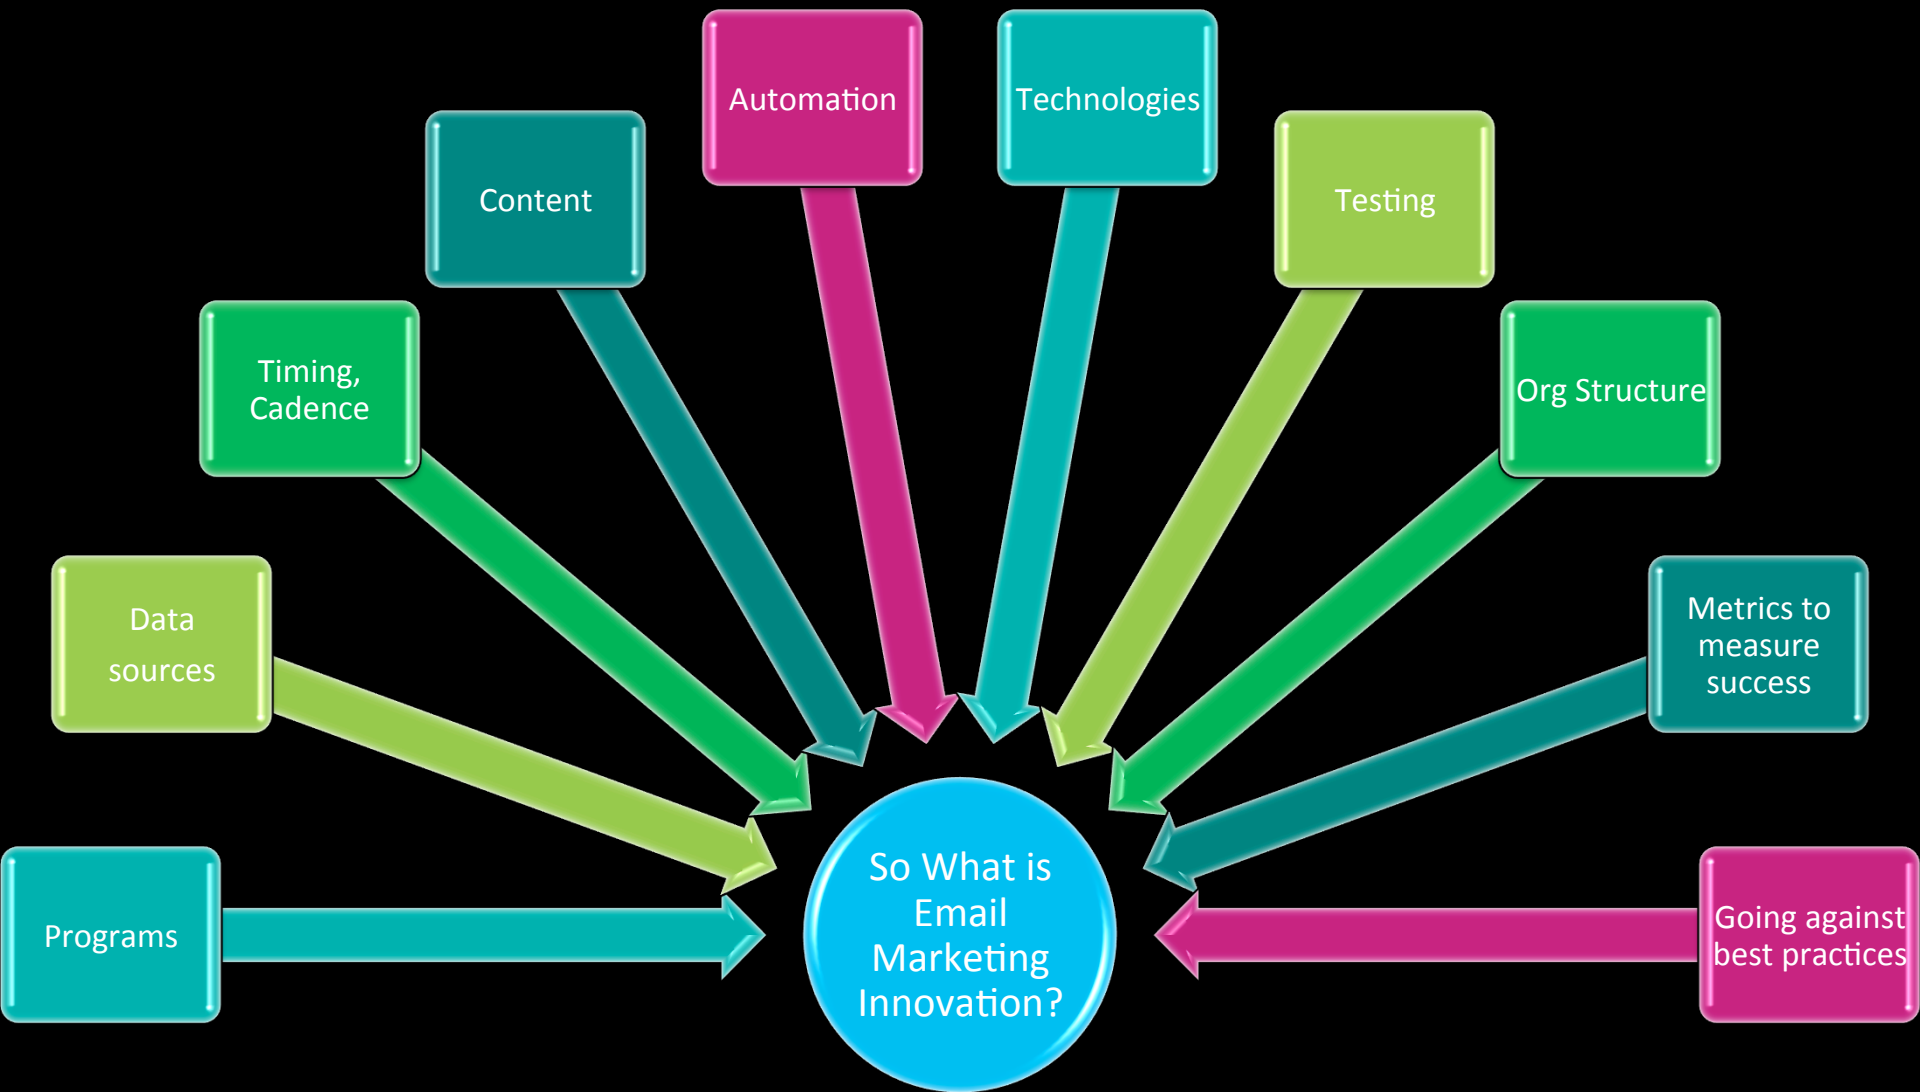 Automation
Technologies
Content
Testing
Timing,
Cadence
Org Structure
Data
sources
Metrics to
measure
success
Programs
So What is
Email
Marketing
Innovation?
Going against
best practices